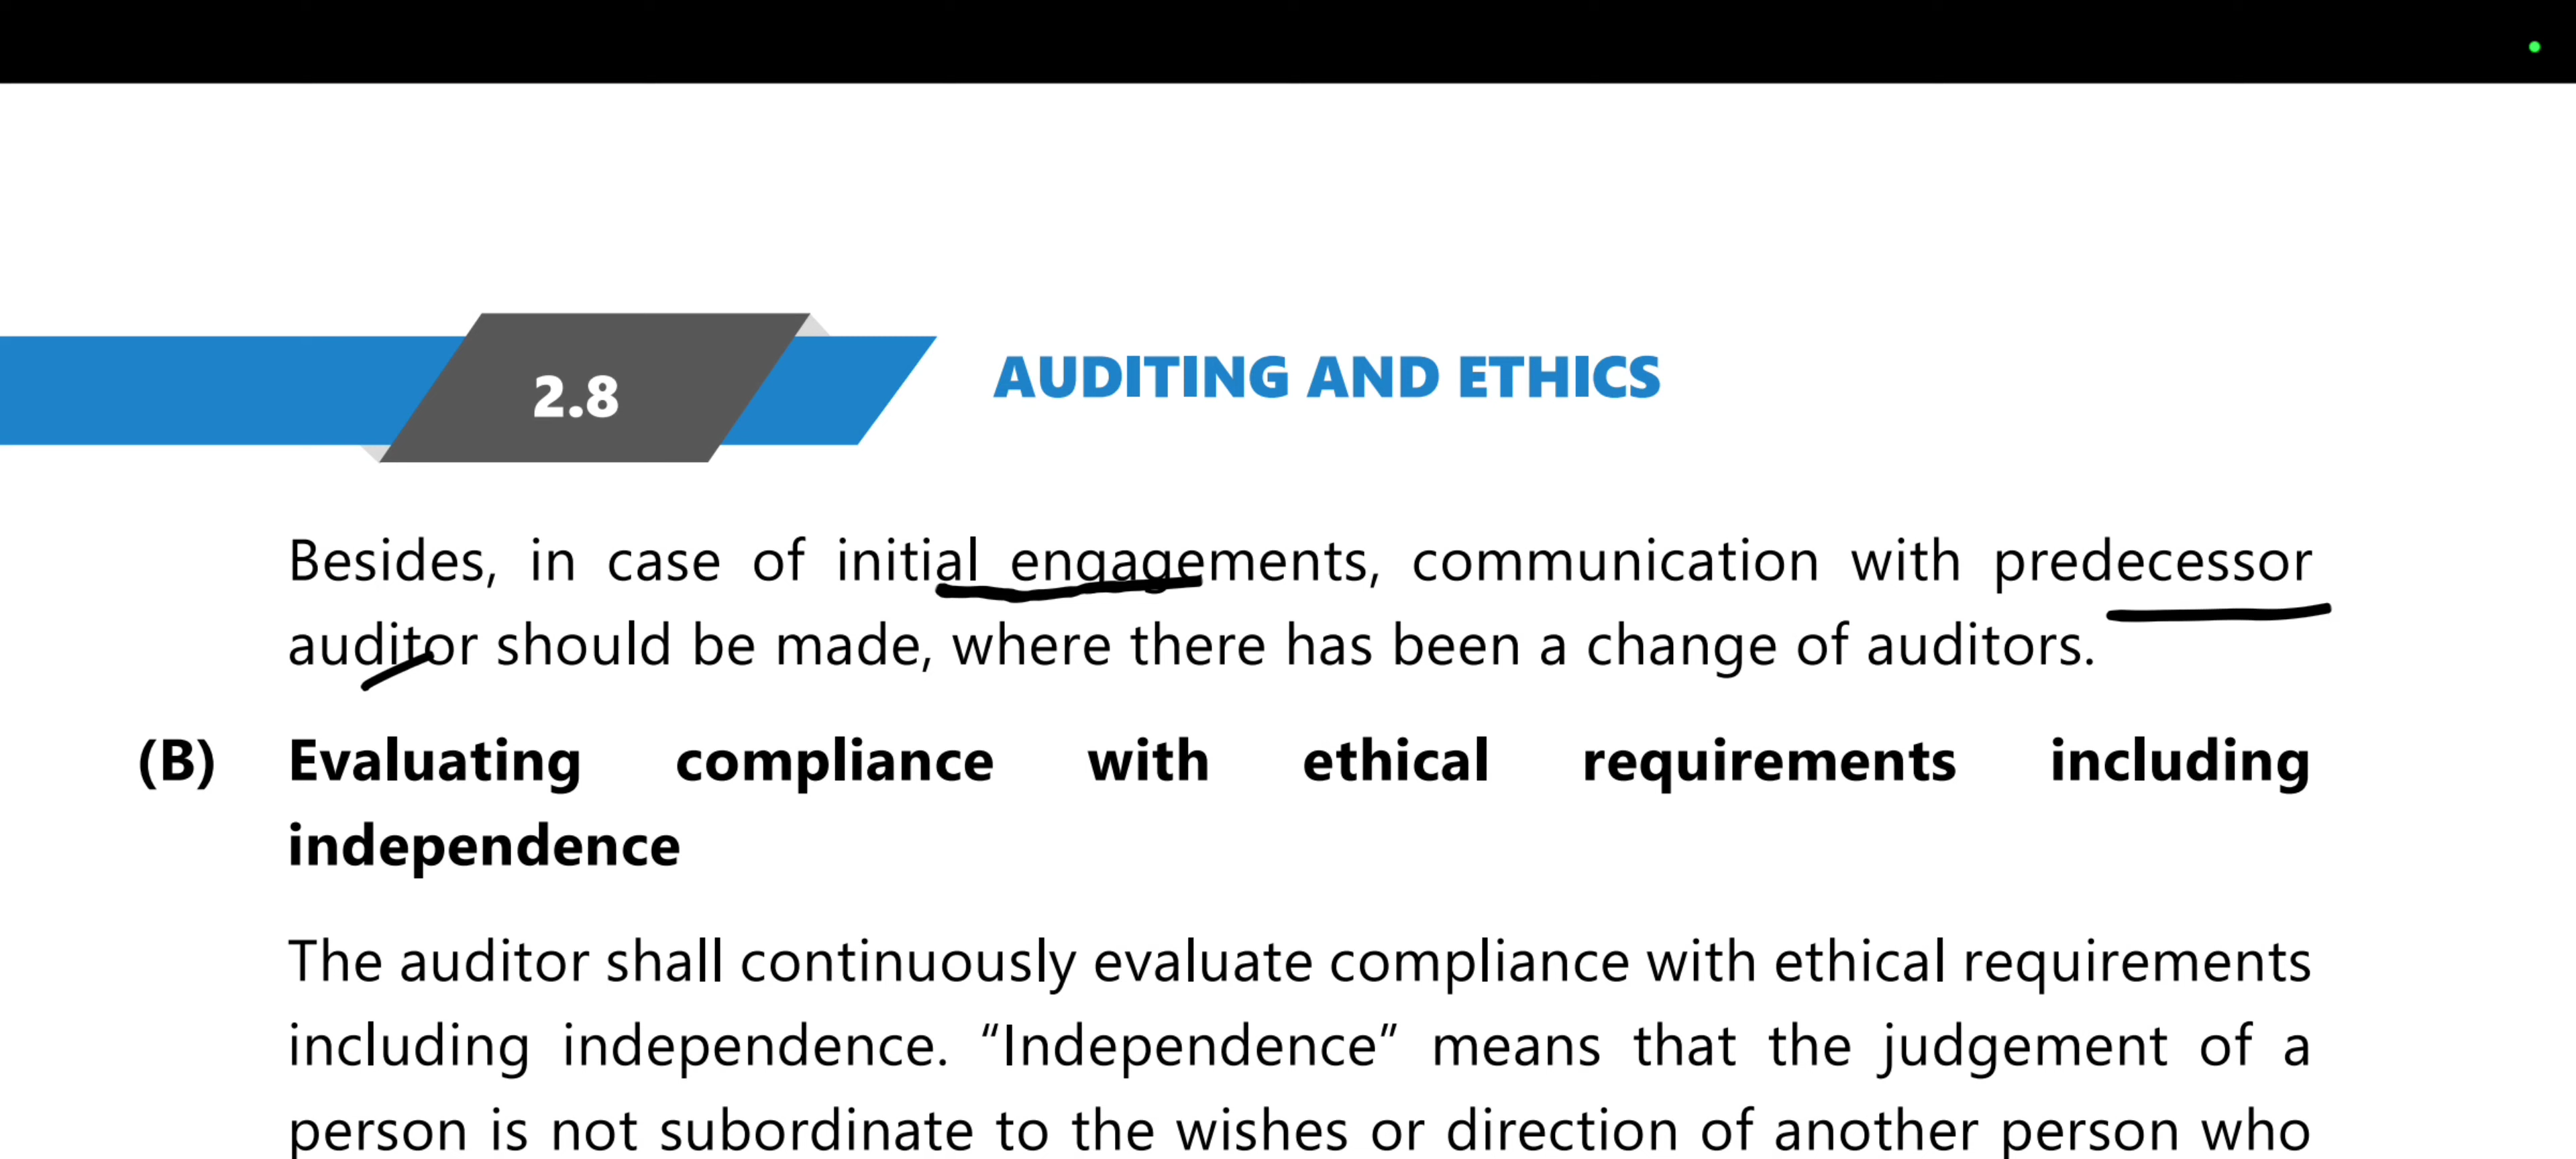 2.8
AUDITING AND ETHICS
Besides, in case of initial engagements, communication with predecessor
auditor should be made, where there has been a change of auditors.
(B) Evaluating compliance with ethical requirements including
independence
The auditor shall continuously evaluate compliance with ethical requirements
including independence. “Independence” means that the judgement of a
person is not subordinate to the wishes or direction of another person who